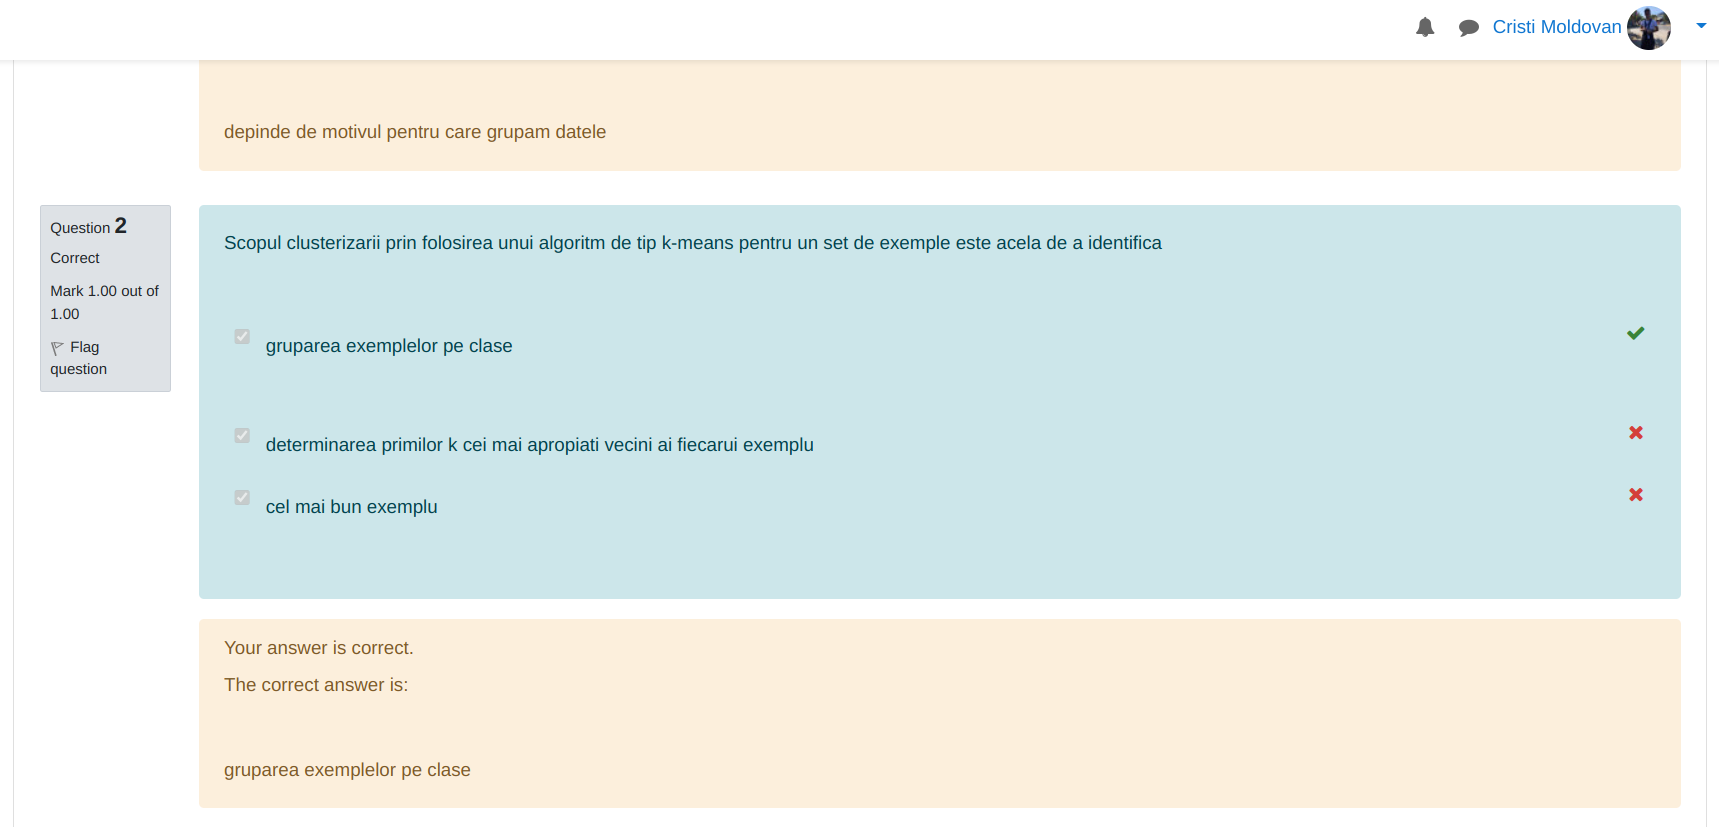 Cristi Moldovan
depinde de motivul pentru care grupam datele
Question 2
Correct
Mark 1.00 out of
1.00
Flag
question
Scopul clusterizarii prin folosirea unui algoritm de tip k-means pentru un set de exemple este acela de a identifica
gruparea exemplelor pe clase
determinarea primilor k cei mai apropiati vecini ai fiecarui exemplu
cel mai bun exemplu
Your answer is correct.
The correct answer is:
gruparea exemplelor pe clase